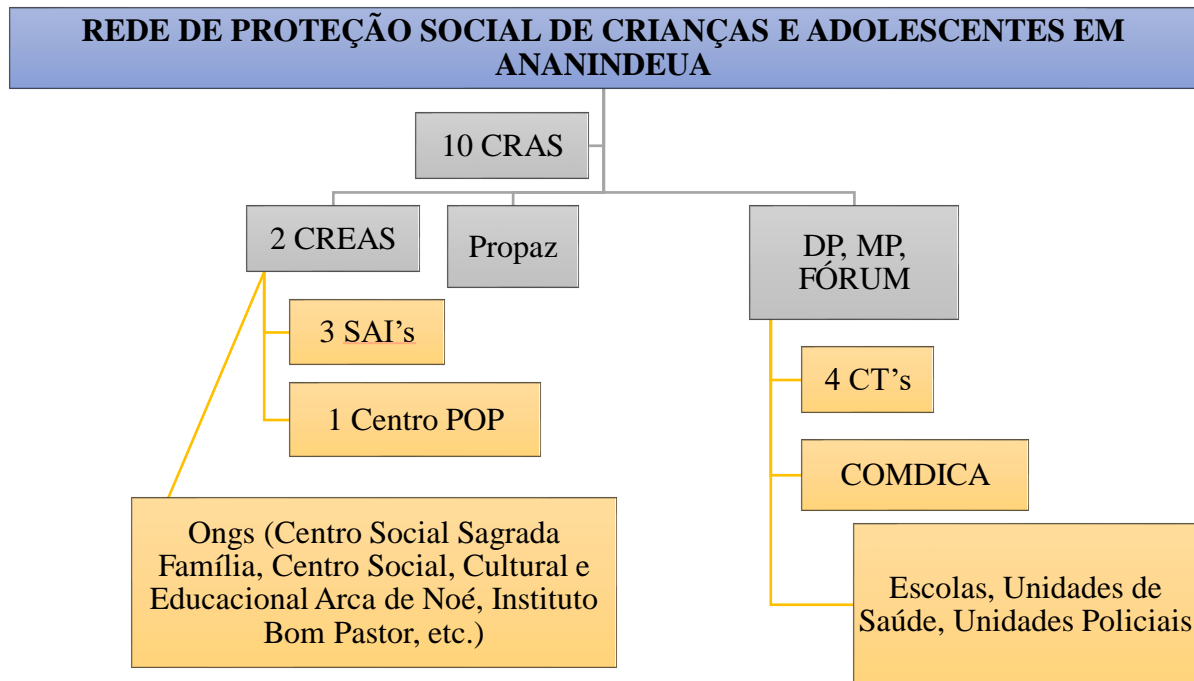 REDE DE PROTEÇÃO SOCIAL DE CRIANÇAS E ADOLESCENTES EM
ANANINDEUA
10 CRAS
2 CREAS
Propaz
DP, MP,
FÓRUM
3 SAI’s
4 CT’s
1 Centro POP
COMDICA
Ongs (Centro Social Sagrada
Família, Centro Social, Cultural e
Educacional Arca de Noé, Instituto
Bom Pastor, etc.)
Escolas, Unidades de
Saúde, Unidades Policiais